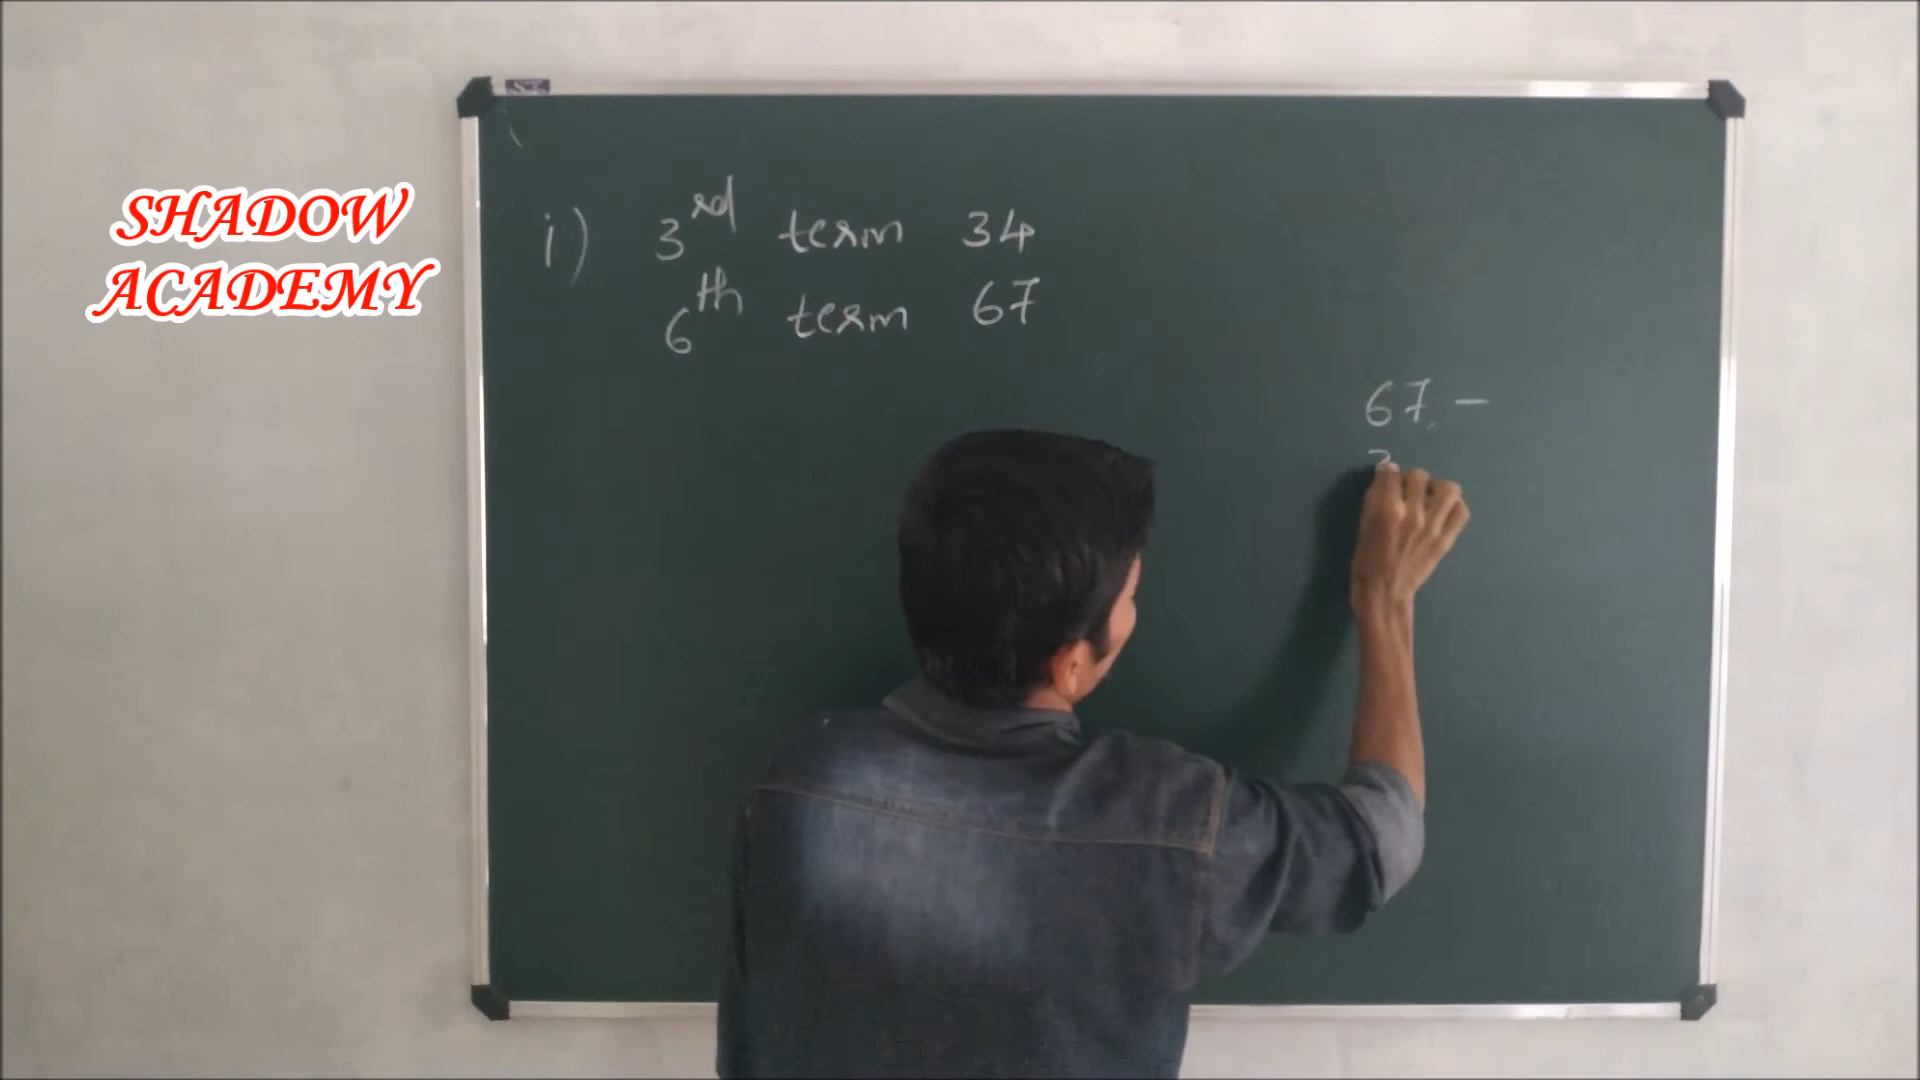 SHADOW
ACADEMY
i) 3rd term 34
6th term 67
67 -